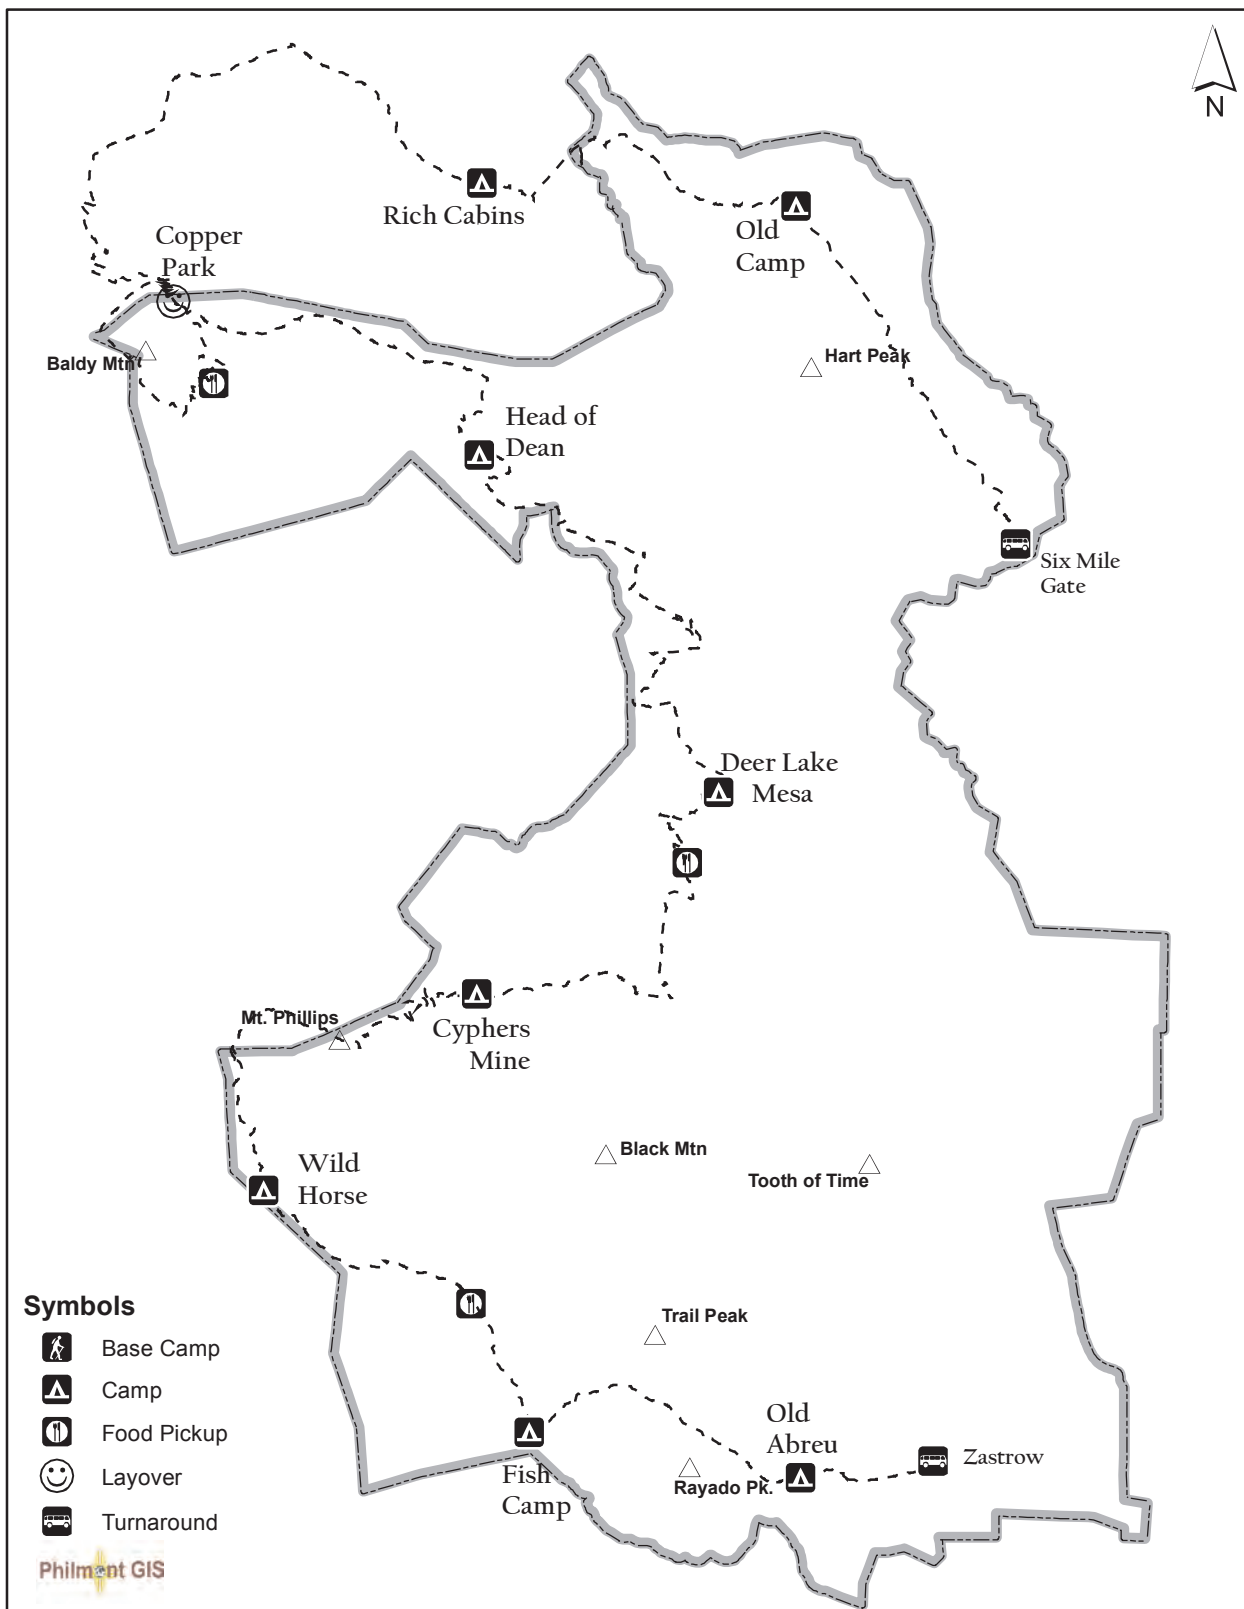 N
Rich Cabins
Old
Camp
Copper
Park
Baldy Mtn
Hart Peak
Head of
Dean
Six Mile
Gate
Deer Lake
Mesa
Mt. Phillips
Cyphers
Mine
Black Mtn
Tooth of Time
Wild
Horse
Trail Peak
Old
Abreu
Zastrow
Rayado Pk.
Fish
Camp
Symbols
Base Camp
Camp
Food Pickup
Layover
Turnaround
Philmont GIS